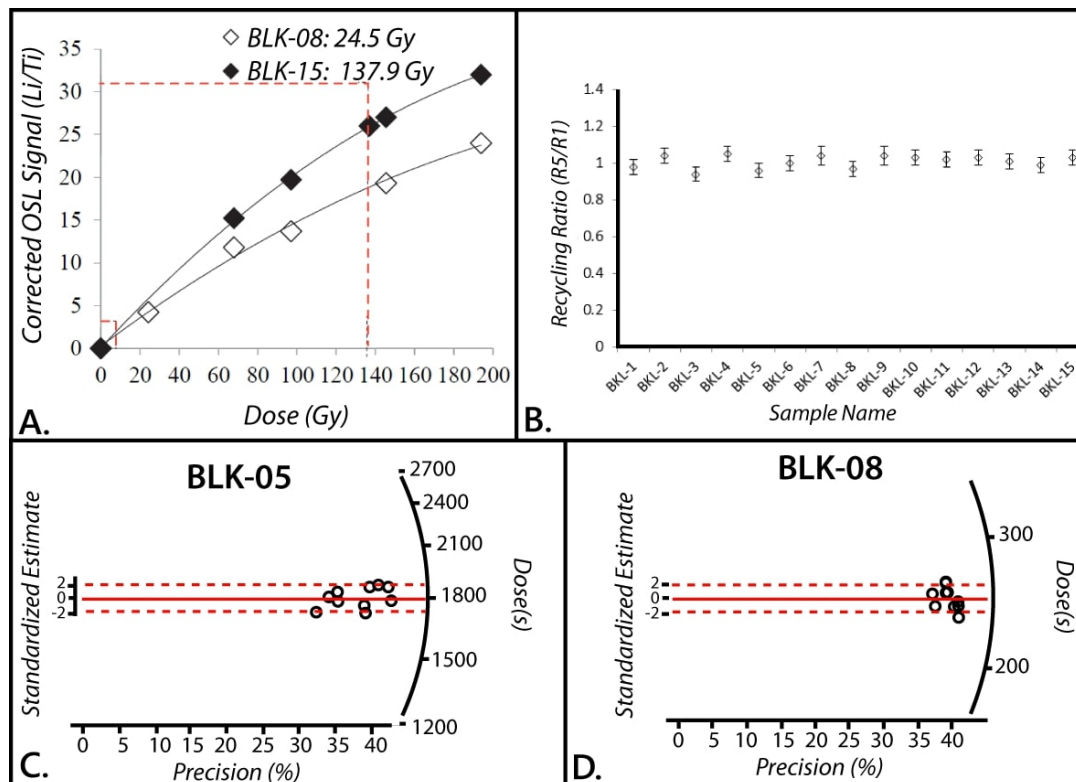 BLK-08: 24.5 Gy
BLK-15: 137.9 Gy
Corrected OSL Signal (Li/Ti)
35
30
25
20
15
10
5
0
0 20 40 60 80 100 120 140 160 180 200
Dose (Gy)
A.
Recycling Ratio (R5/R1)
1.4
1.2
1
0.8
0.6
0.4
0.2
0
BKL-1 BKL-2 BKL-3 BKL-4 BKL-5 BKL-6 BKL-7 BKL-8 BKL-9 BKL-10 BKL-11 BKL-12 BKL-13 BKL-14 BKL-15
Sample Name
B.
BLK-05
Standardized Estimate
2
0
-2
2700
2400
2100
1800
1500
1200
Dose(s)
0 5 10 15 20 25 30 35 40
Precision (%)
C.
BLK-08
Standardized Estimate
2
0
-2
300
200
Dose(s)
0 5 10 15 20 25 30 35 40
Precision (%)
D.